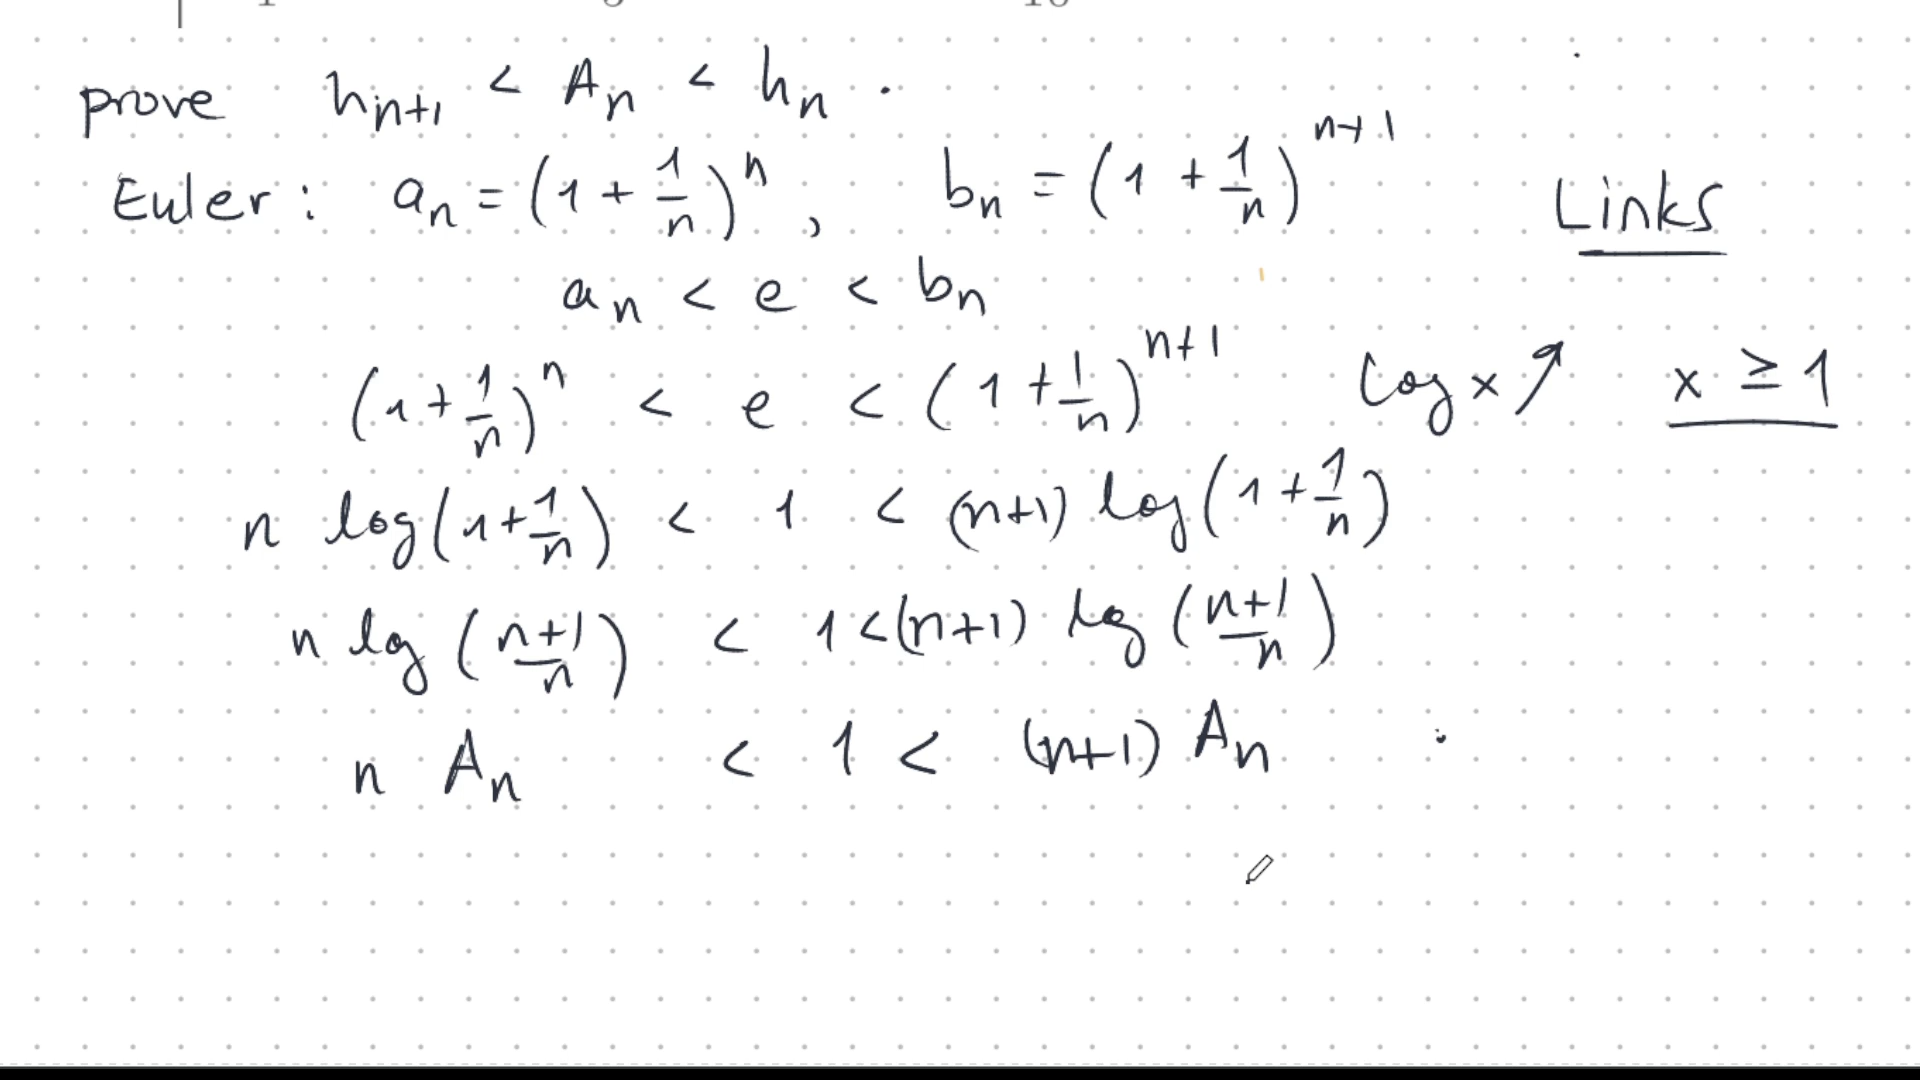 prove h_{n+1} < A_n < h_n .
Euler : a_n = (1 + 1/n)^n , b_n = (1 + 1/n)^{n+1}
Links
a_n < e < b_n
(1 + 1/n)^n < e < (1 + 1/n)^{n+1} log x ↗ x ≥ 1
n log(1 + 1/n) < 1 < (n+1) log(1 + 1/n)
n log ((n+1)/n) < 1 < (n+1) log ((n+1)/n)
n A_n < 1 < (n+1) A_n